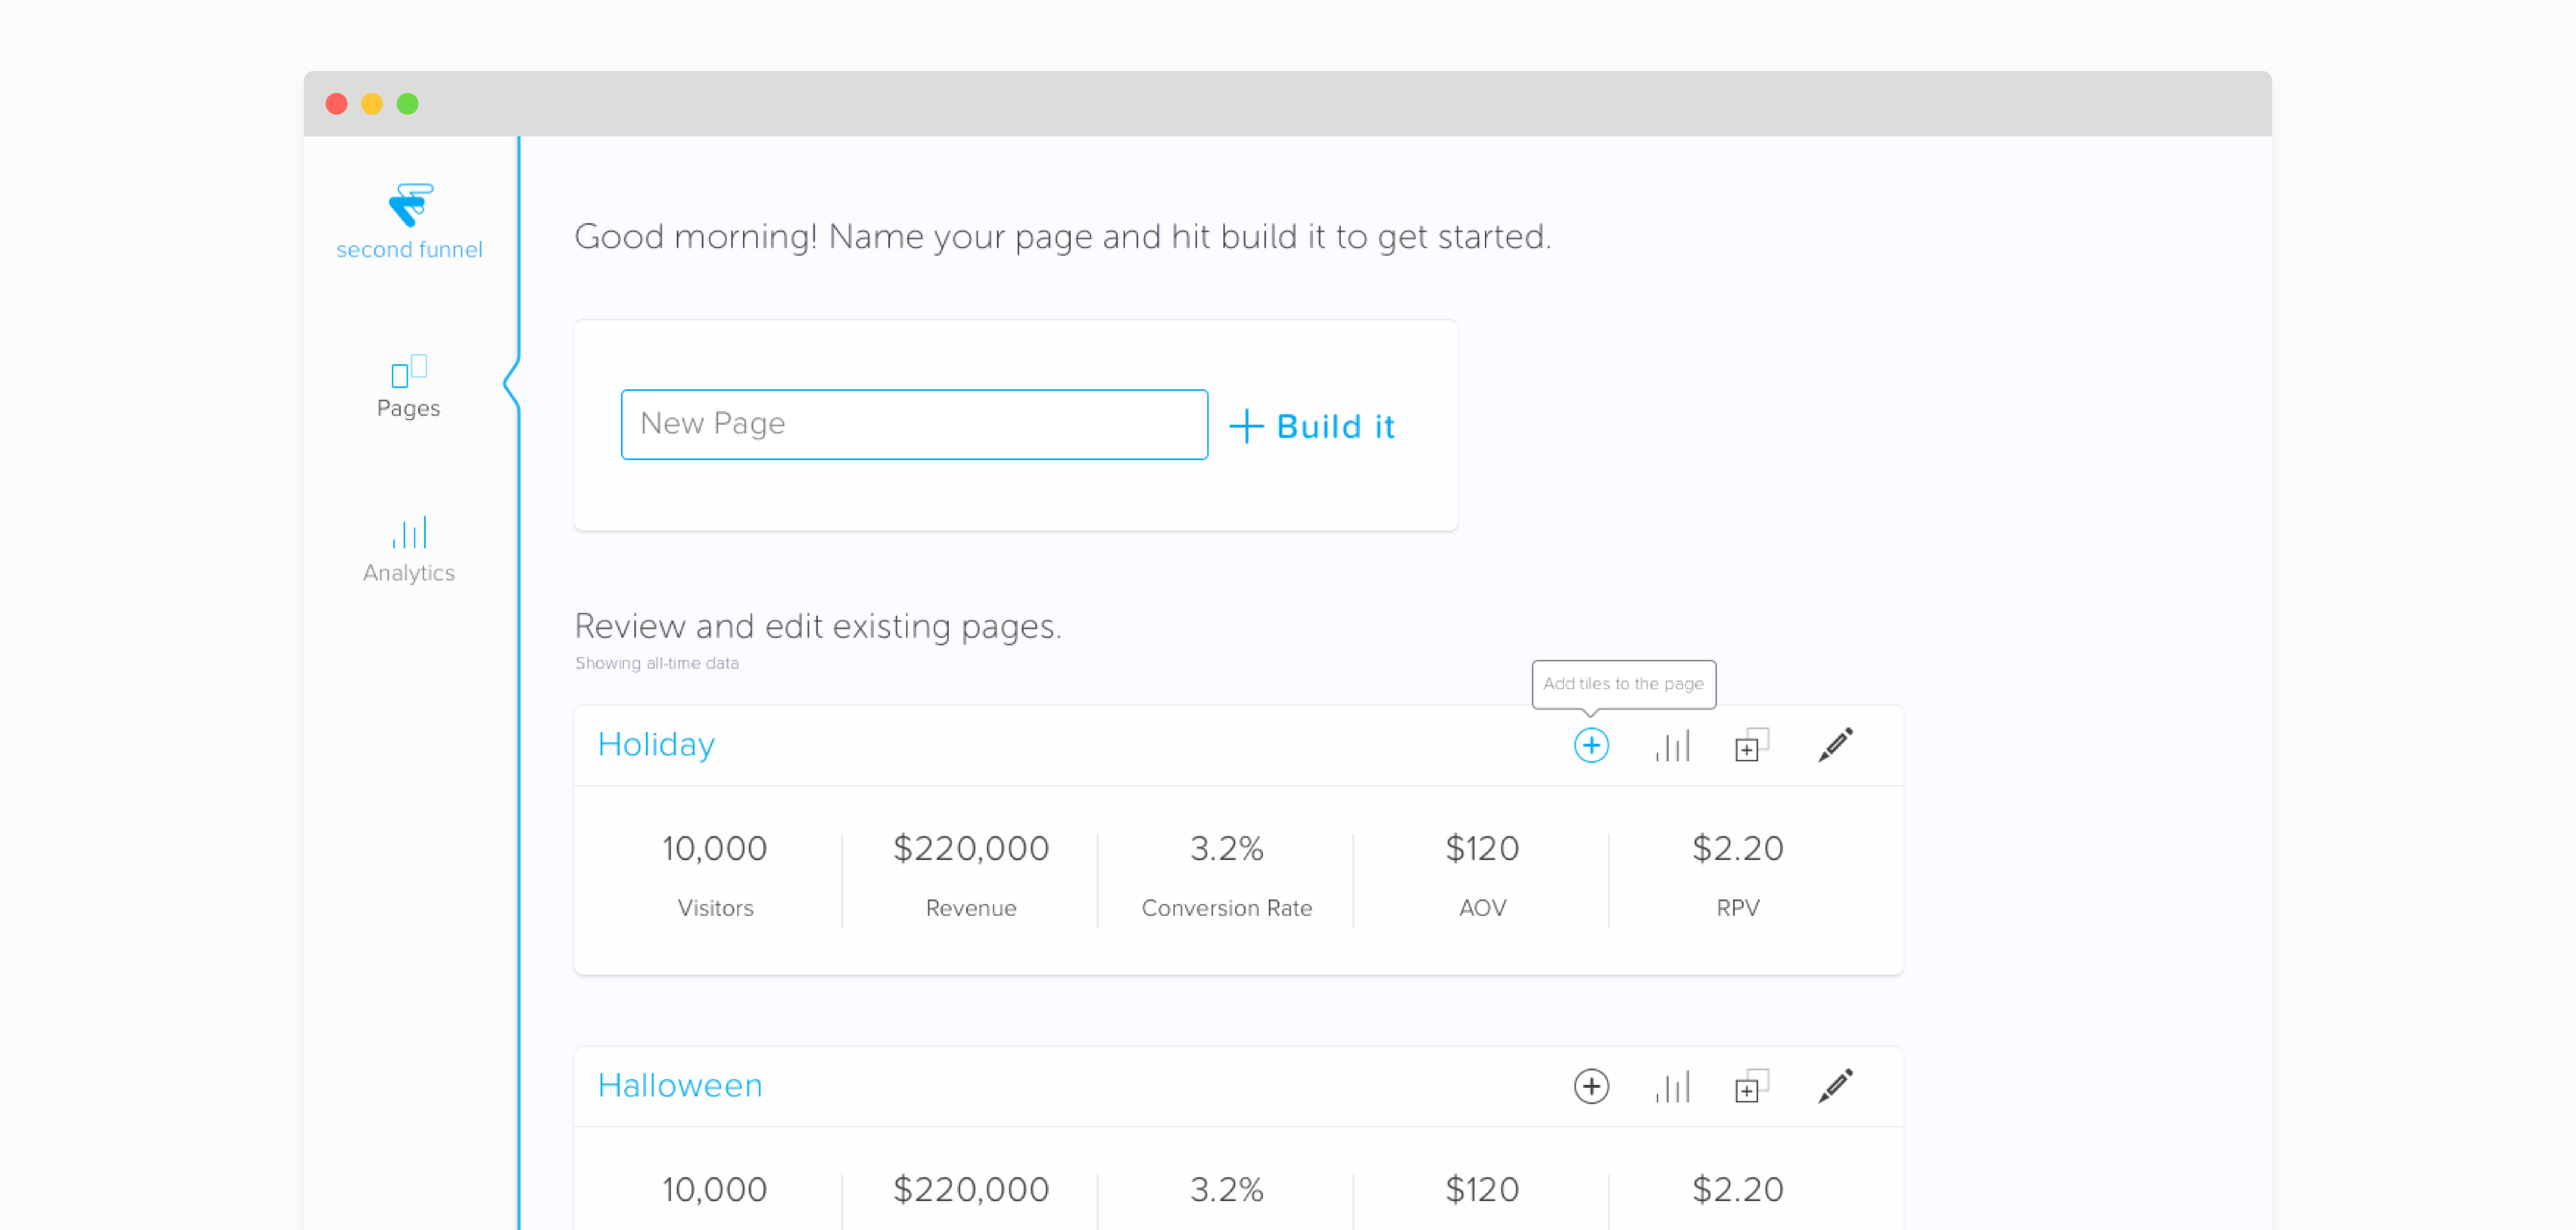 second funnel
Pages
Analytics
Good morning! Name your page and hit build it to get started.
New Page
Build it
Review and edit existing pages.
Showing all-time data
Add tiles to the page
Holiday
10,000 $220,000 3.2% $120 $2.20
Visitors Revenue Conversion Rate AOV RPV
Halloween
10,000 $220,000 3.2% $120 $2.20